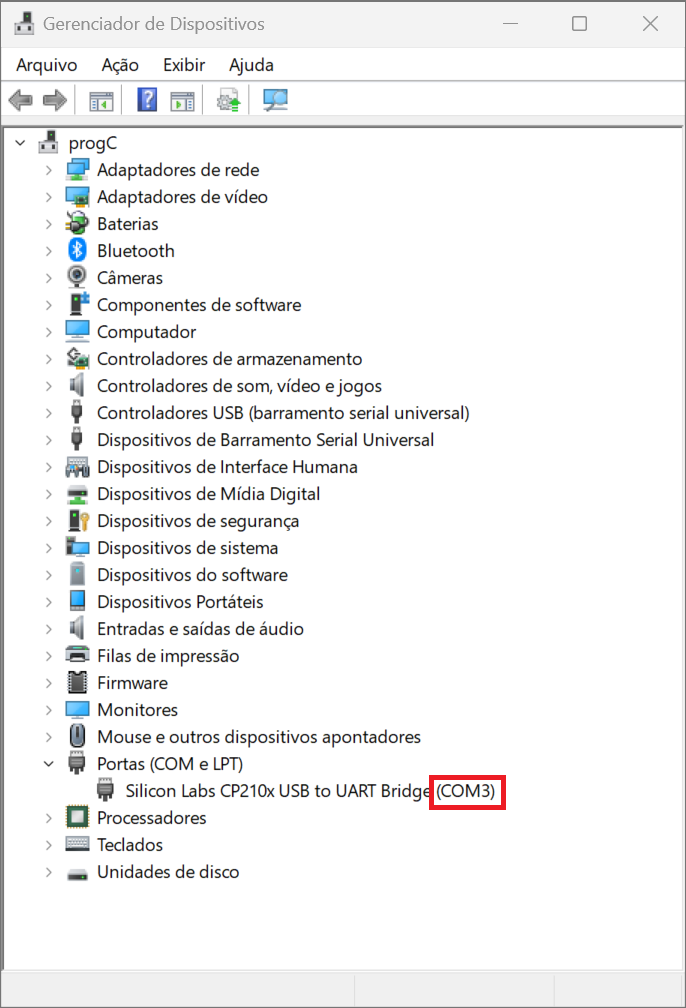 Gerenciador de Dispositivos
Arquivo Ação Exibir Ajuda
progC
Adaptadores de rede
Adaptadores de vídeo
Baterias
Bluetooth
Câmeras
Componentes de software
Computador
Controladores de armazenamento
Controladores de som, vídeo e jogos
Controladores USB (barramento serial universal)
Dispositivos de Barramento Serial Universal
Dispositivos de Interface Humana
Dispositivos de Mídia Digital
Dispositivos de segurança
Dispositivos de sistema
Dispositivos do software
Dispositivos Portáteis
Entradas e saídas de áudio
Filas de impressão
Firmware
Monitores
Mouse e outros dispositivos apontadores
Portas (COM e LPT)
Silicon Labs CP210x USB to UART Bridge (COM3)
Processadores
Teclados
Unidades de disco